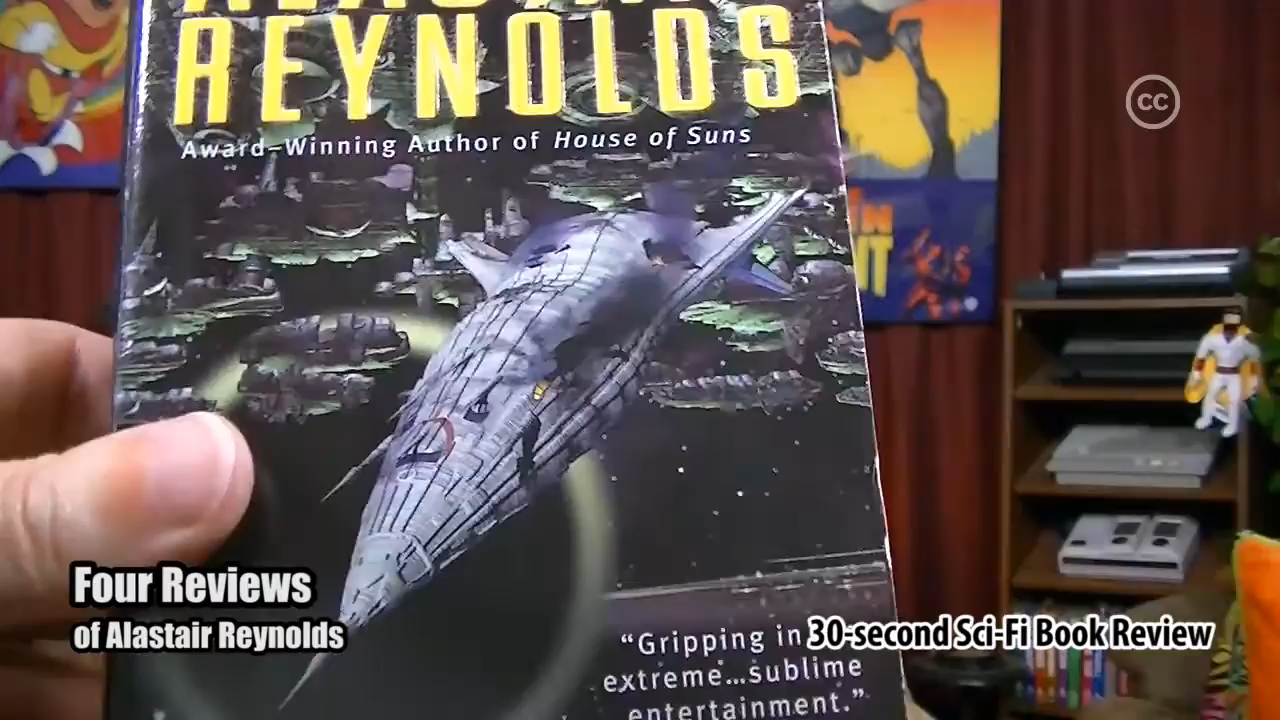 REYNOLDS
Award-Winning Author of House of Suns
cc
Four Reviews
of Alastair Reynolds
30-second Sci-Fi Book Review
“Gripping in
extreme...sublime
entertainment.”